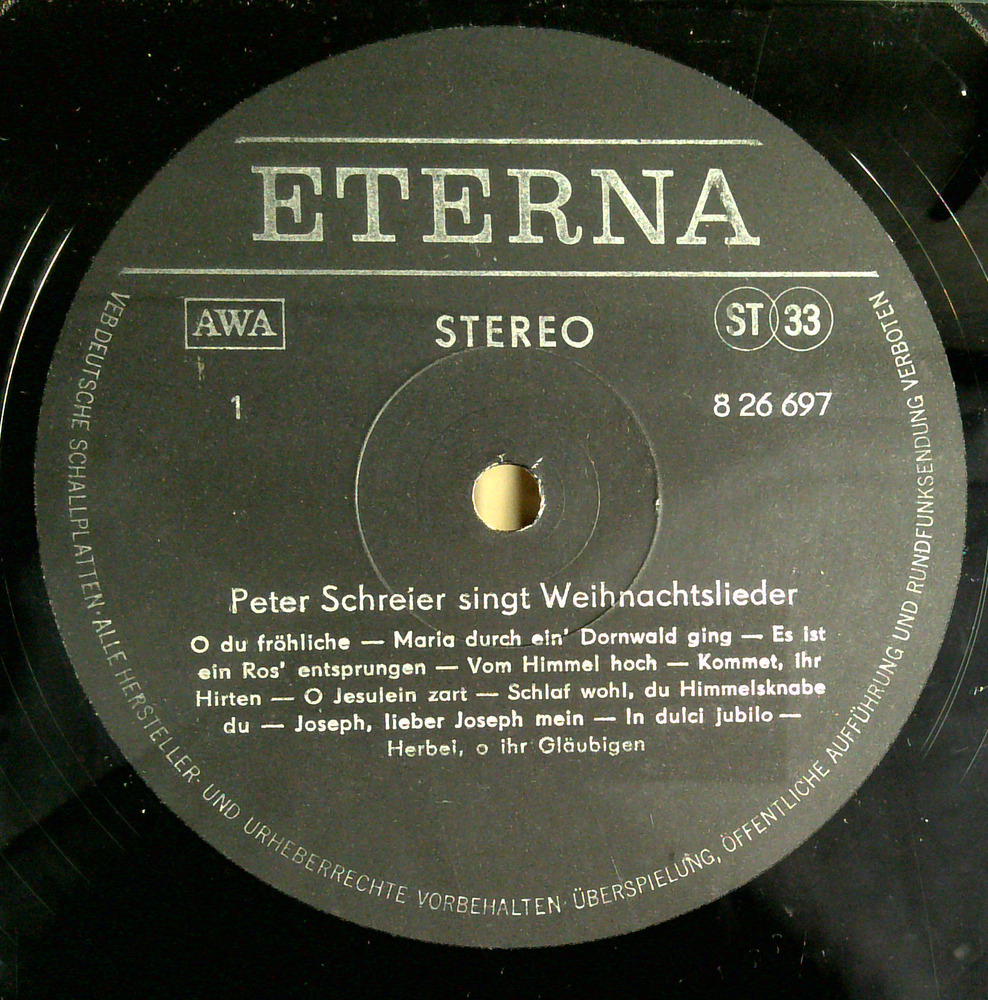 ETERNA
AWA
STEREO
ST 33
1
8 26 697
Peter Schreier singt Weihnachtslieder
O du fröhliche — Maria durch ein' Dornwald ging — Es ist
ein Ros' entsprungen — Vom Himmel hoch — Kommet, ihr
Hirten — O Jesulein zart — Schlaf wohl, du Himmelsknabe
du — Joseph, lieber Joseph mein — In dulci jubilo —
Herbei, o ihr Gläubigen
VEB DEUTSCHE SCHALLPLATTEN · ALLE HERSTELLER- UND URHEBERRECHTE VORBEHALTEN · ÜBERSPIELUNG, ÖFFENTLICHE AUFFÜHRUNG UND RUNDFUNKSENDUNG VERBOTEN